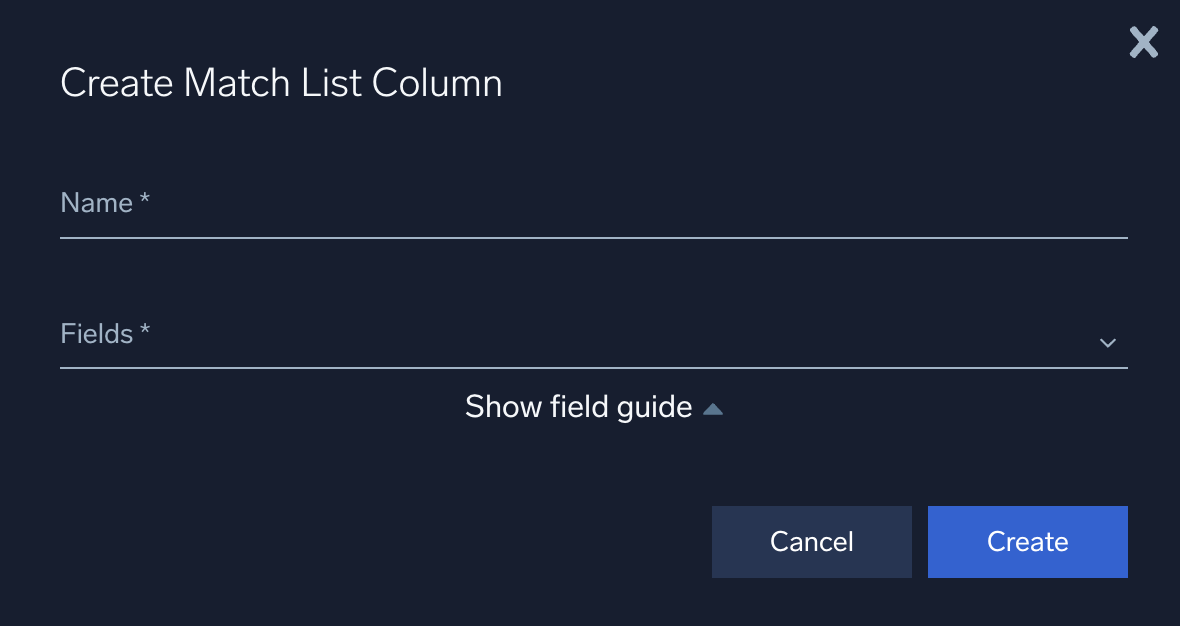 Create Match List Column
Name *
Fields *
Show field guide
Cancel
Create